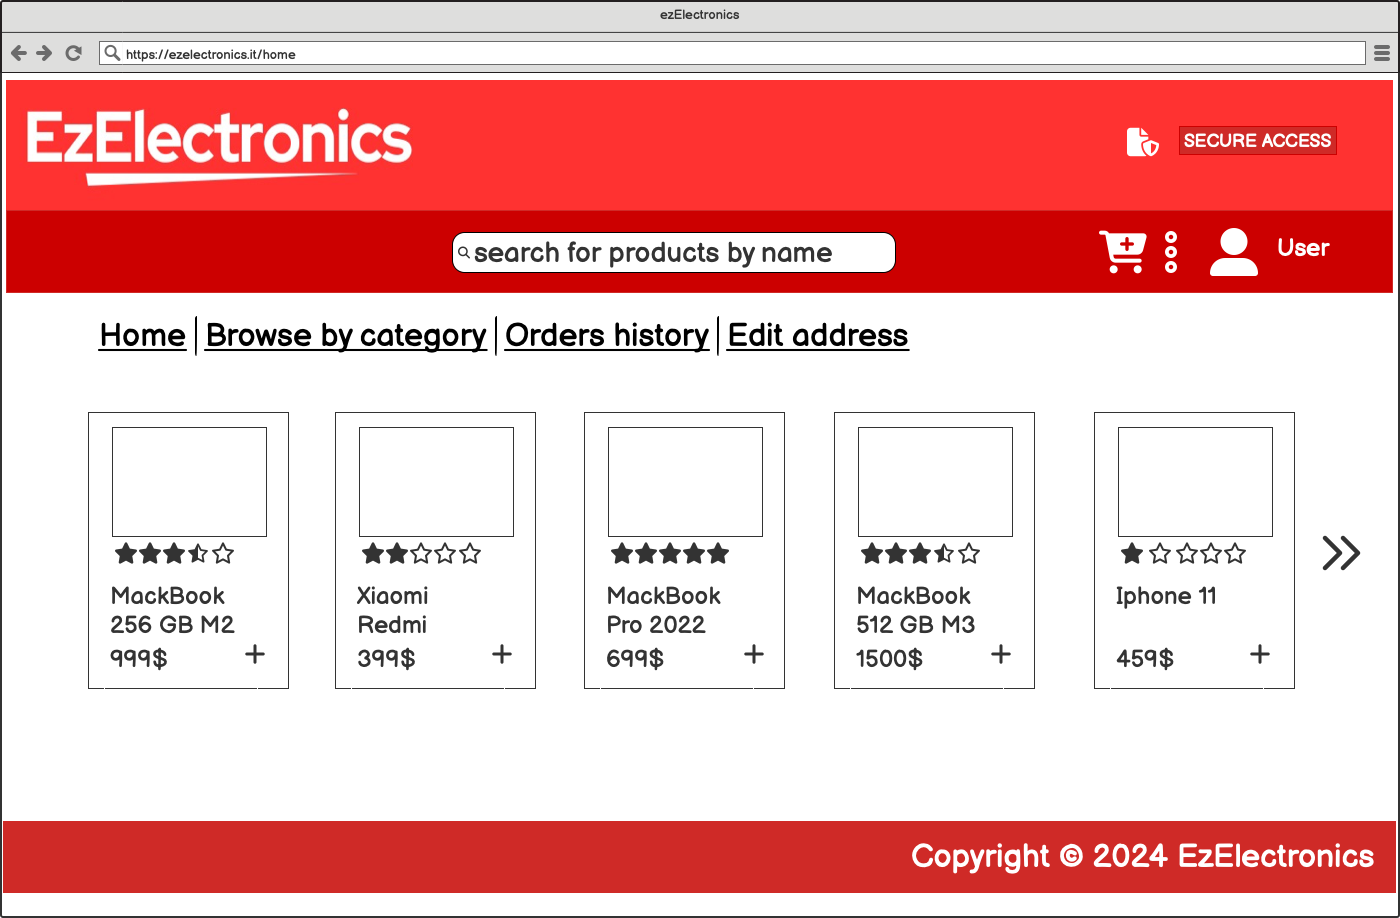 ezElectronics
https://ezelectronics.it/home
EzElectronics
SECURE ACCESS
search for products by name
User
Home
Browse by category
Orders history
Edit address
MackBook
256 GB M2
999$
Xiaomi
Redmi
399$
MackBook
Pro 2022
699$
MackBook
512 GB M3
1500$
Iphone 11
459$
Copyright © 2024 EzElectronics